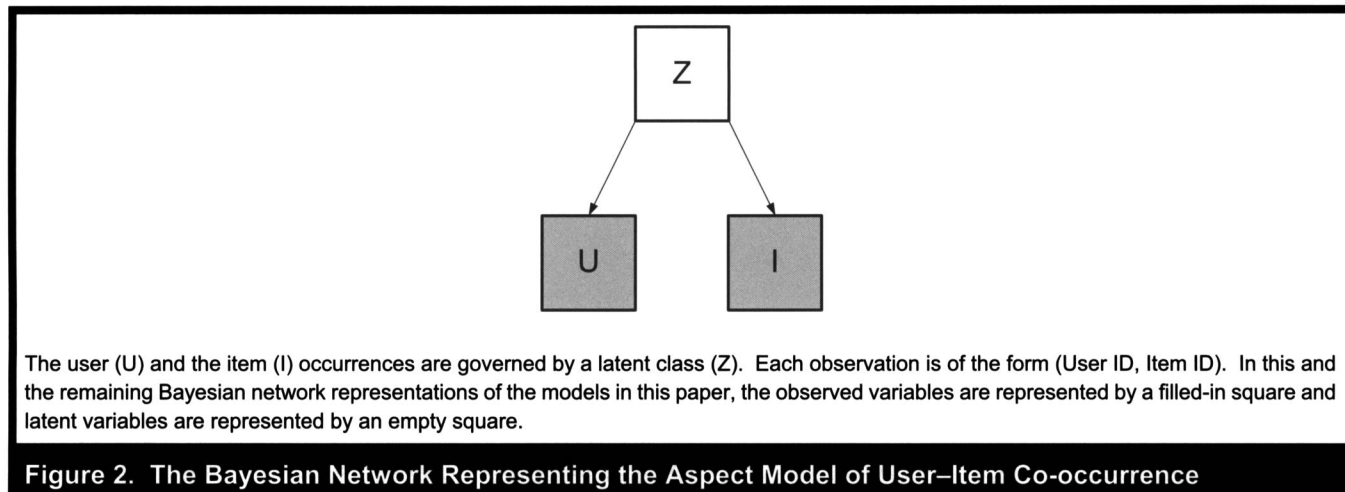 Z
U
I
The user (U) and the item (I) occurrences are governed by a latent class (Z). Each observation is of the form (User ID, Item ID). In this and
the remaining Bayesian network representations of the models in this paper, the observed variables are represented by a filled-in square and
latent variables are represented by an empty square.
Figure 2. The Bayesian Network Representing the Aspect Model of User–Item Co-occurrence